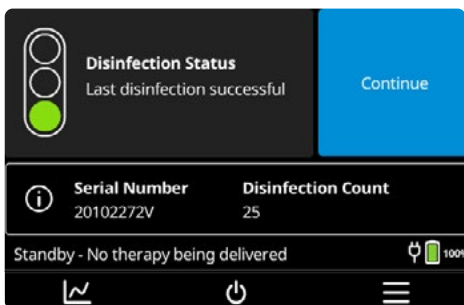 Disinfection Status
Last disinfection successful
Continue
Serial Number
20102272V
Disinfection Count
25
Standby - No therapy being delivered
100%